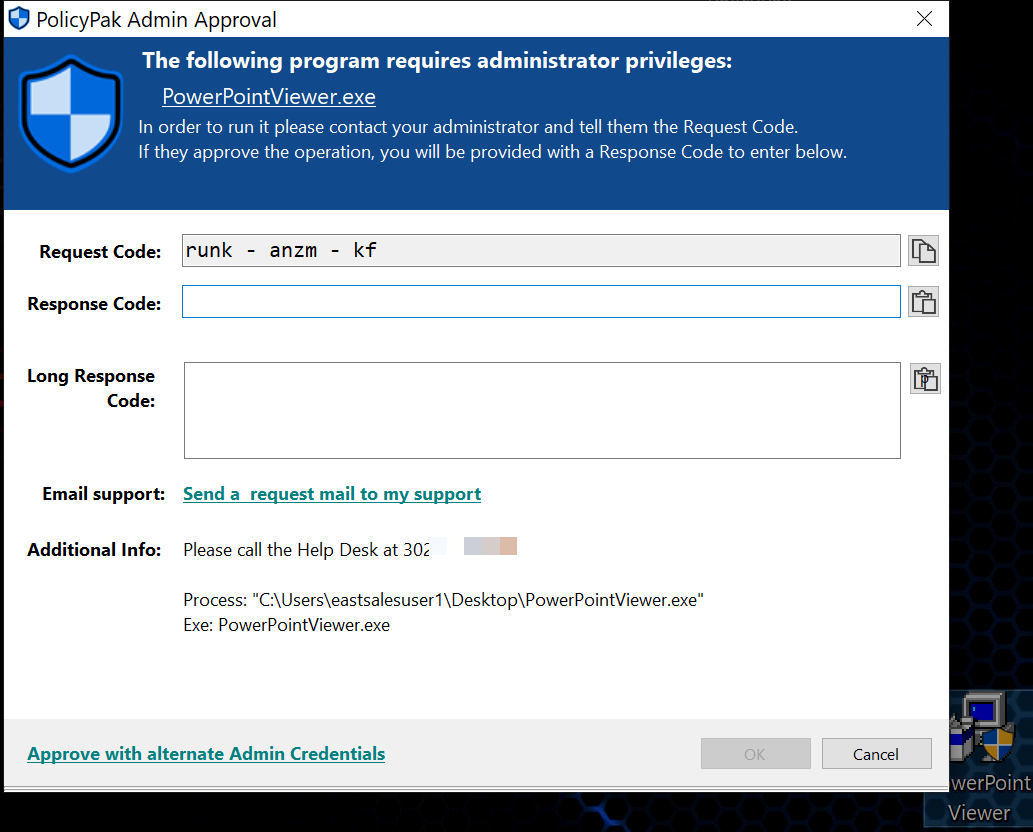 PolicyPak Admin Approval
The following program requires administrator privileges:
PowerPointViewer.exe
In order to run it please contact your administrator and tell them the Request Code.
If they approve the operation, you will be provided with a Response Code to enter below.
Request Code: runk - anzm - kf
Response Code:
Long Response
Code:
Email support: Send a  request mail to my support
Additional Info: Please call the Help Desk at 302
Process: "C:\Users\eastsalesuser1\Desktop\PowerPointViewer.exe"
Exe: PowerPointViewer.exe
Approve with alternate Admin Credentials
OK
Cancel
werPoint
Viewer